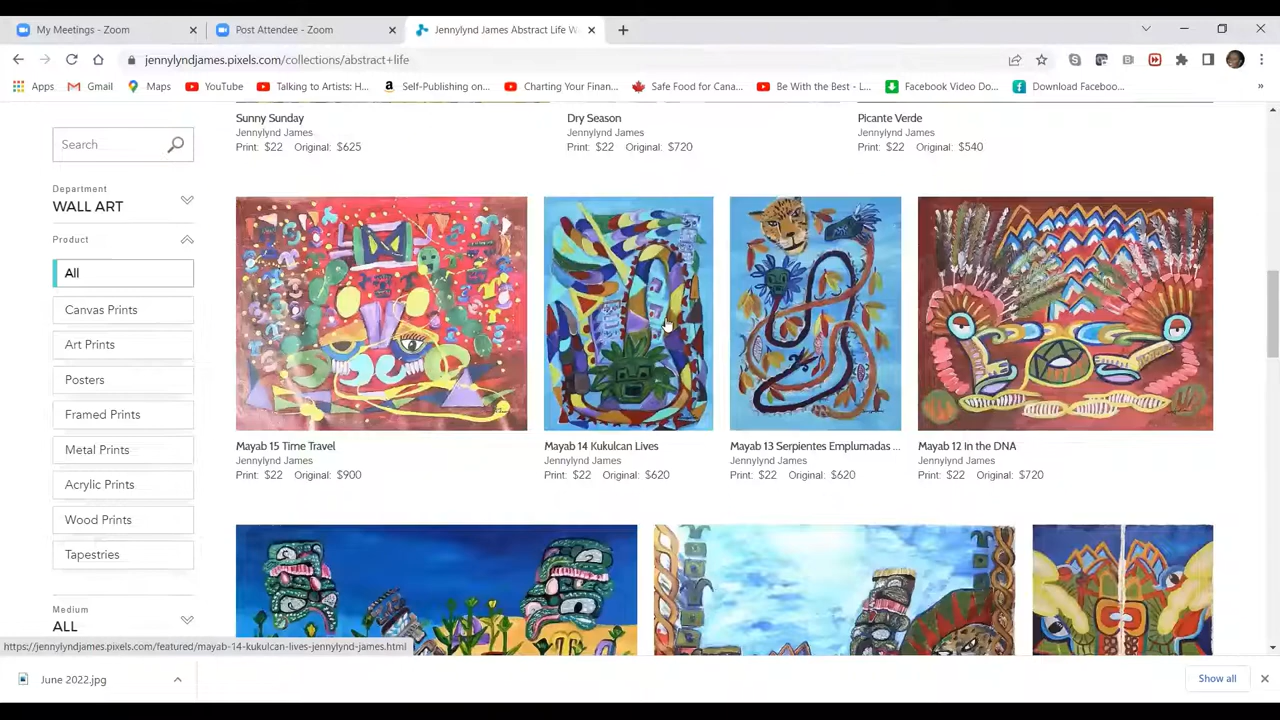 My Meetings - Zoom
Post Attendee - Zoom
Jennylynd James Abstract Life W
jennylyndjames.pixels.com/collections/abstract+life
Apps
Gmail
Maps
YouTube
Talking to Artists: H...
Self-Publishing on...
Charting Your Finan...
Safe Food for Cana...
Be With the Best - L...
Facebook Video Do...
Download Faceboo...
»
Search
Department
WALL ART
Product
All
Canvas Prints
Art Prints
Posters
Framed Prints
Metal Prints
Acrylic Prints
Wood Prints
Tapestries
Medium
ALL
Sunny Sunday
Jennylynd James
Print: $22 Original: $625
Dry Season
Jennylynd James
Print: $22 Original: $720
Picante Verde
Jennylynd James
Print: $22 Original: $540
Mayab 15 Time Travel
Jennylynd James
Print: $22 Original: $900
Mayab 14 Kukulcan Lives
Jennylynd James
Print: $22 Original: $620
Mayab 13 Serpientes Emplumadas ...
Jennylynd James
Print: $22 Original: $620
Mayab 12 In the DNA
Jennylynd James
Print: $22 Original: $720
https://jennylyndjames.pixels.com/featured/mayab-14-kukulcan-lives-jennylynd-james.html
June 2022.jpg
Show all